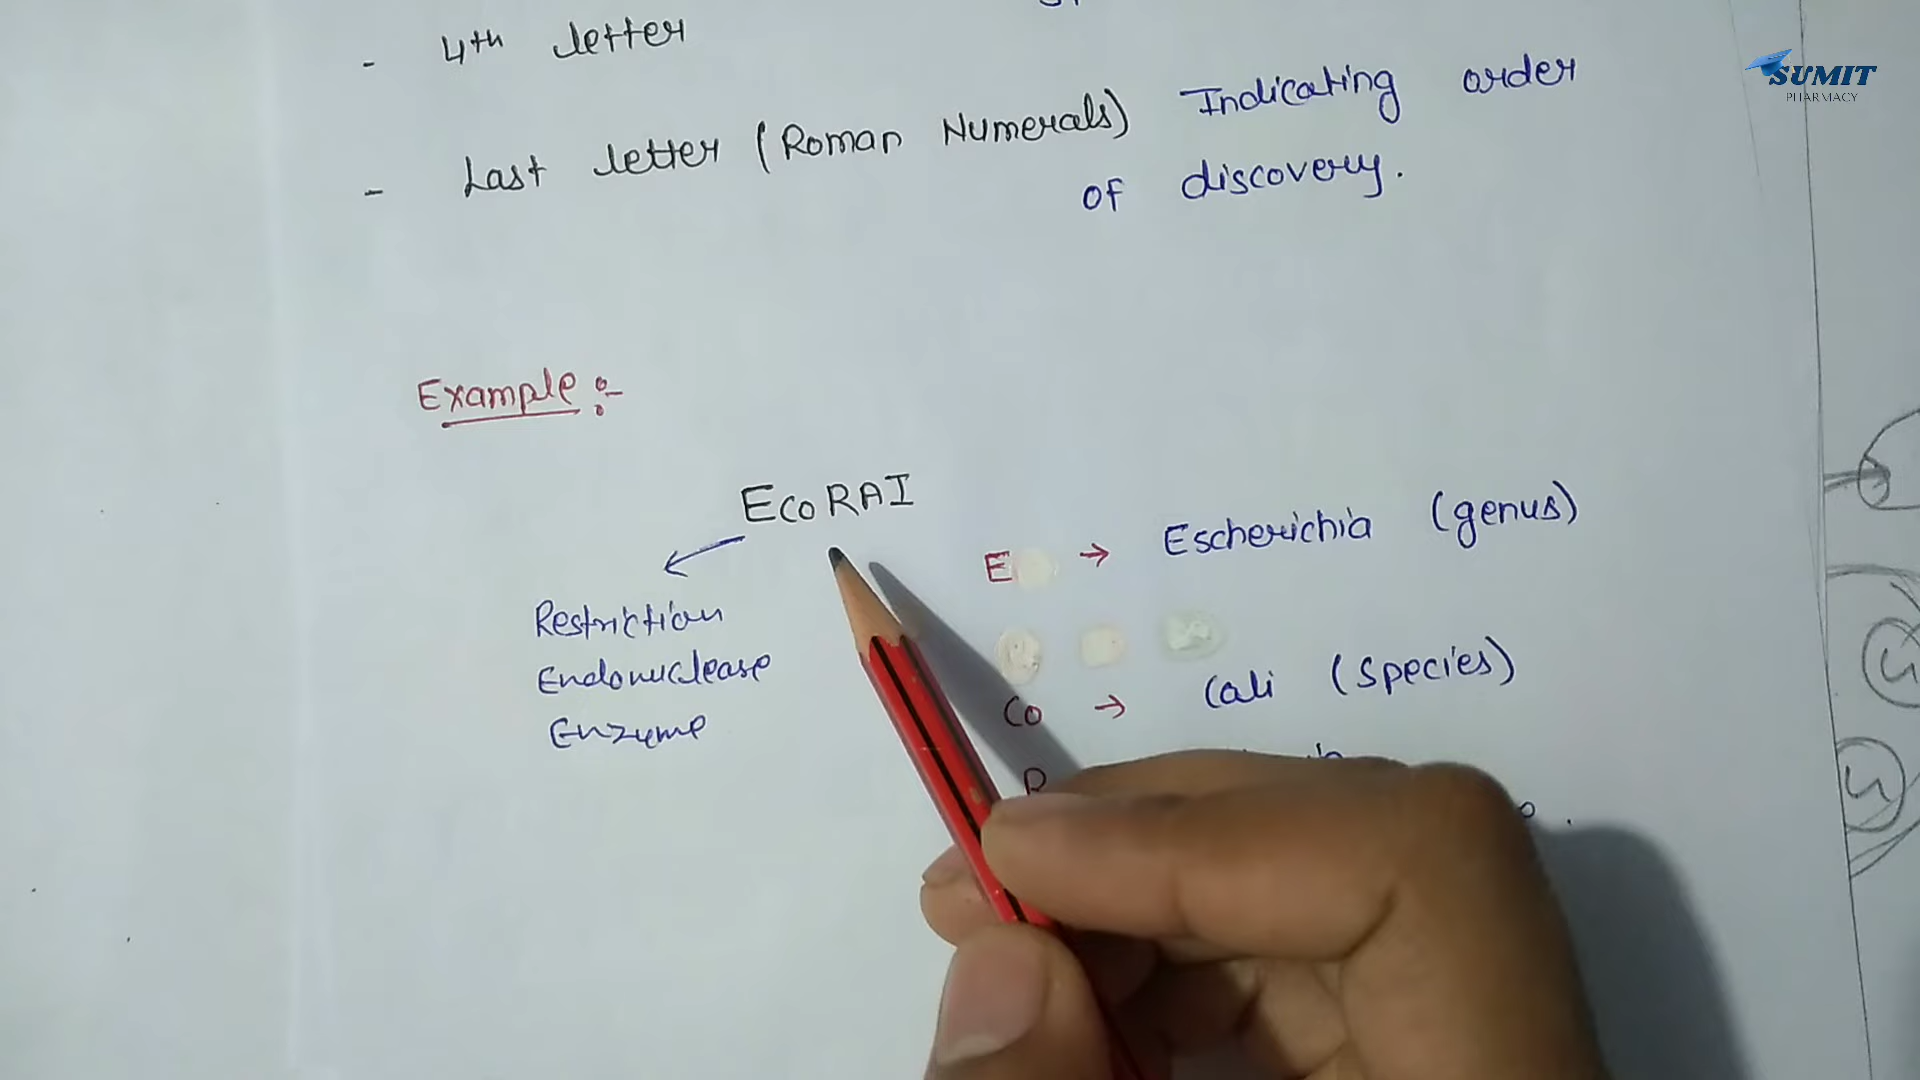 - 4th letter
- Last letter (Roman Numerals) Indicating order
of discovery.
SUMIT
PHARMACY
Example :-
EcoRAI
Restriction
Endonuclease
Enzyme
E → Escherichia (genus)
Co → Cali (species)
R